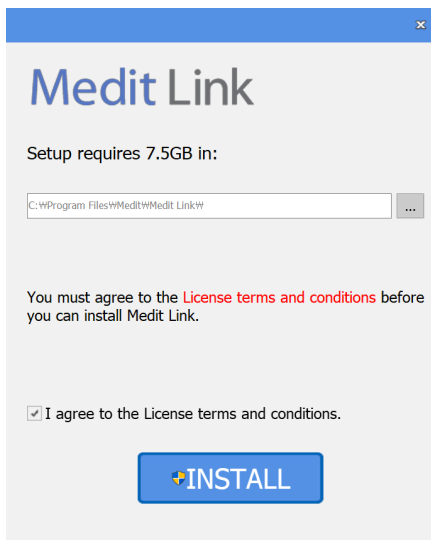 Medit Link
Setup requires 7.5GB in:
C:₩Program Files₩Medit₩Medit Link₩
...
You must agree to the License terms and conditions before
you can install Medit Link.
I agree to the License terms and conditions.
INSTALL